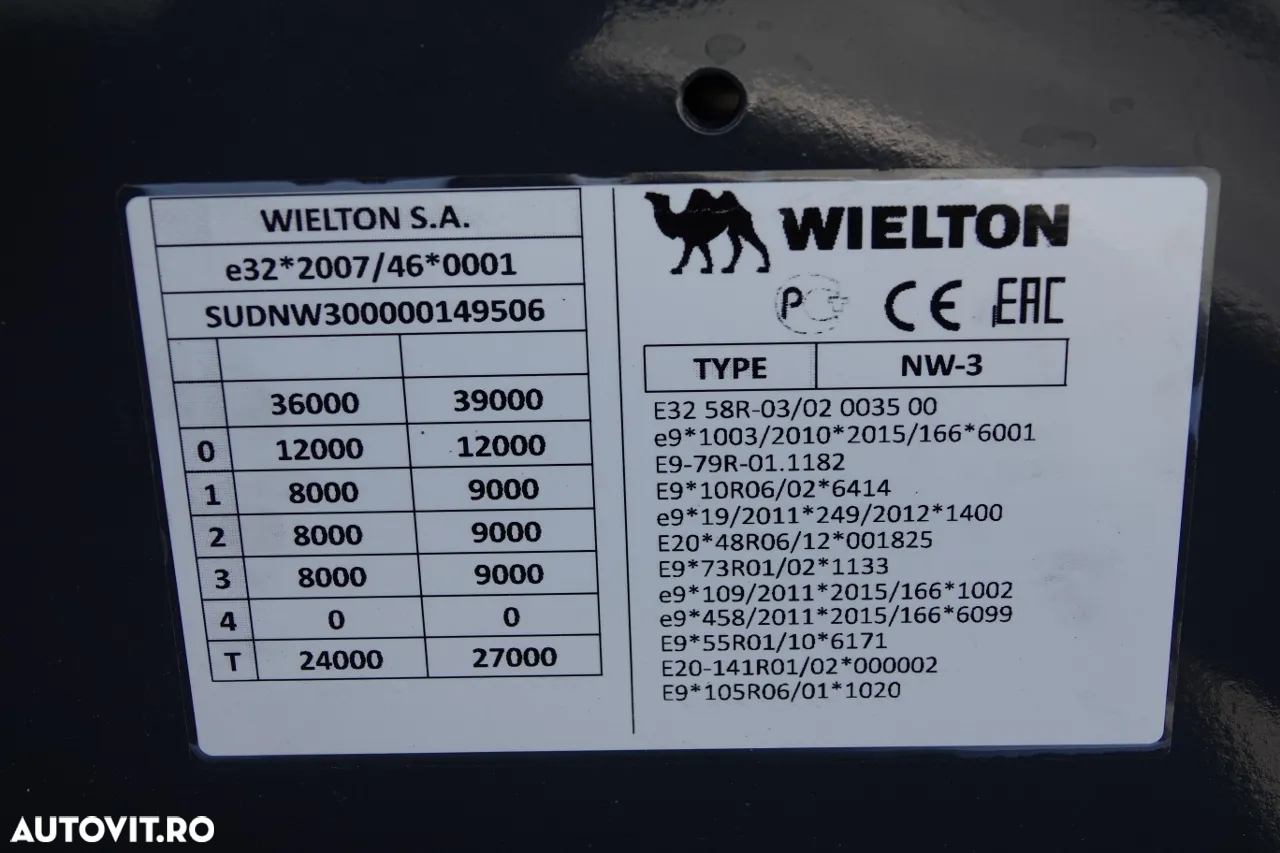 WIELTON S.A.
e32*2007/46*0001
SUDNW300000149506
36000 39000
0 12000 12000
1 8000 9000
2 8000 9000
3 8000 9000
4 0 0
T 24000 27000
WIELTON
PG CE EAC
TYPE NW-3
E32 58R-03/02 0035 00
e9*1003/2010*2015/166*6001
E9-79R-01.1182
E9*10R06/02*6414
e9*19/2011*249/2012*1400
E20*48R06/12*001825
E9*73R01/02*1133
e9*109/2011*2015/166*1002
e9*458/2011*2015/166*6099
E9*55R01/10*6171
E20-141R01/02*000002
E9*105R06/01*1020
AUTOVIT.RO